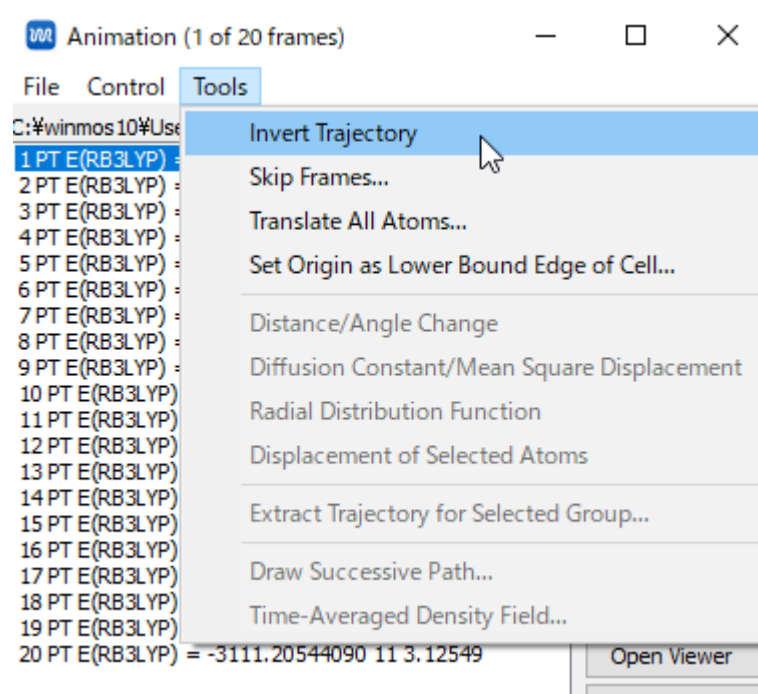 Animation (1 of 20 frames)
File Control Tools
C:¥winmos10¥Use
Invert Trajectory
Skip Frames...
Translate All Atoms...
Set Origin as Lower Bound Edge of Cell...
Distance/Angle Change
Diffusion Constant/Mean Square Displacement
Radial Distribution Function
Displacement of Selected Atoms
Extract Trajectory for Selected Group...
Draw Successive Path...
Time-Averaged Density Field...
1 PT E(RB3LYP) =
2 PT E(RB3LYP) =
3 PT E(RB3LYP) =
4 PT E(RB3LYP) =
5 PT E(RB3LYP) =
6 PT E(RB3LYP) =
7 PT E(RB3LYP) =
8 PT E(RB3LYP) =
9 PT E(RB3LYP) =
10 PT E(RB3LYP)
11 PT E(RB3LYP)
12 PT E(RB3LYP)
13 PT E(RB3LYP)
14 PT E(RB3LYP)
15 PT E(RB3LYP)
16 PT E(RB3LYP)
17 PT E(RB3LYP)
18 PT E(RB3LYP)
19 PT E(RB3LYP)
20 PT E(RB3LYP) = -3111.20544090 11 3.12549
Open Viewer